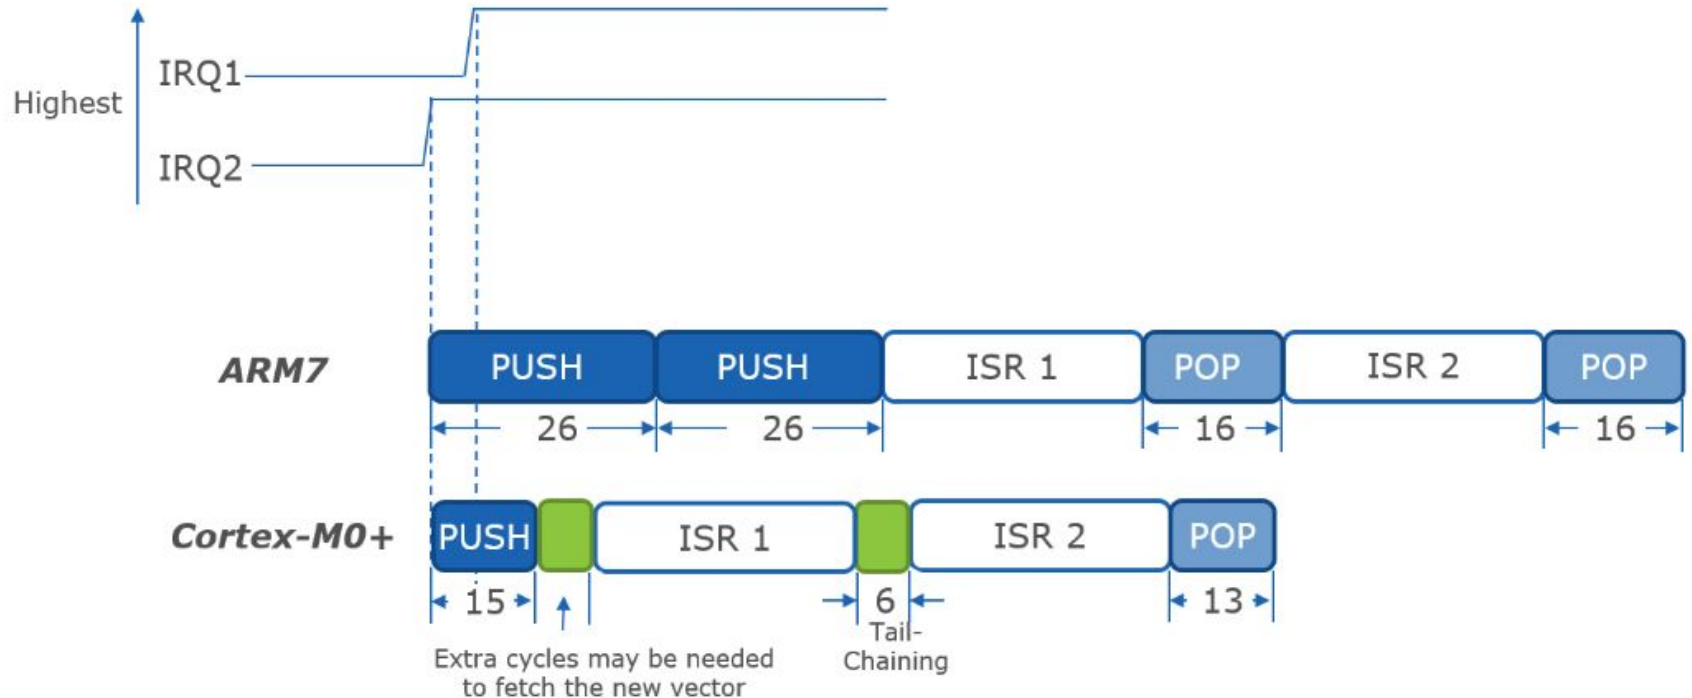 IRQ1
Highest
IRQ2
ARM7
PUSH
PUSH
ISR 1
POP
ISR 2
POP
26
26
16
16
Cortex-M0+
PUSH
ISR 1
ISR 2
POP
15
6
13
Tail-
Chaining
Extra cycles may be needed
to fetch the new vector